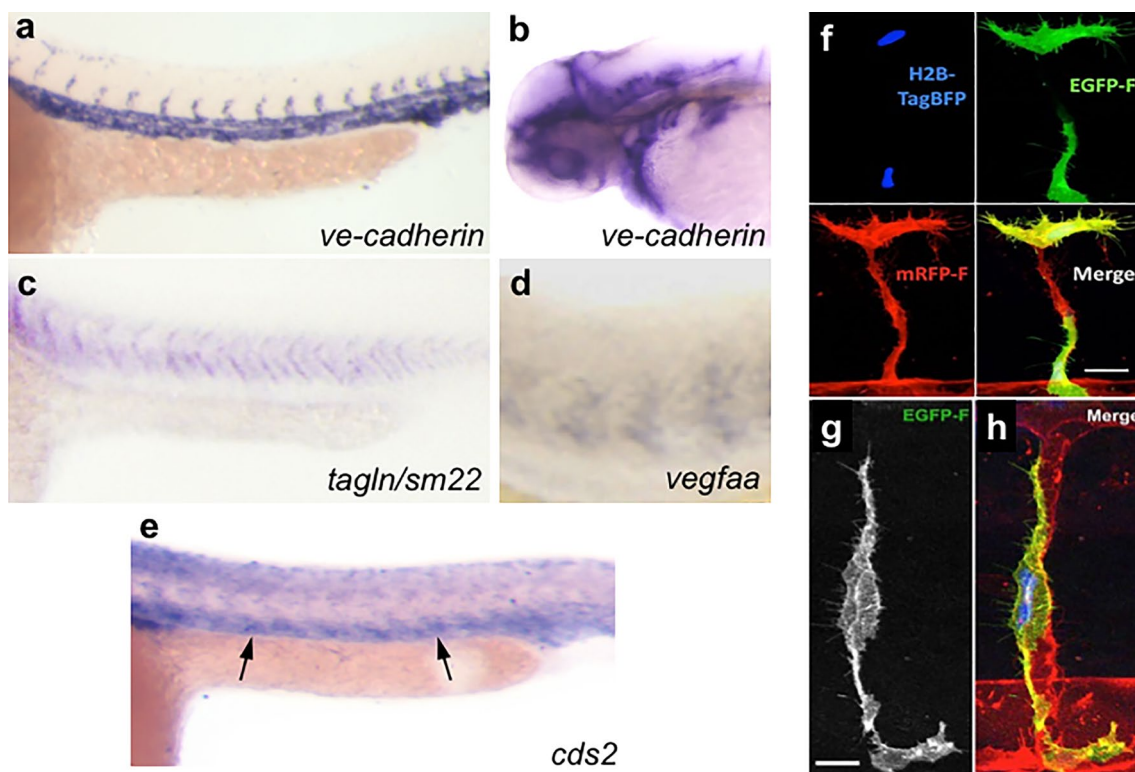 a
ve-cadherin
b
ve-cadherin
c
tagln/sm22
d
vegfaa
e
cds2
f
H2B-
TagBFP
EGFP-F
mRFP-F
Merge
g
EGFP-F
h
Merge